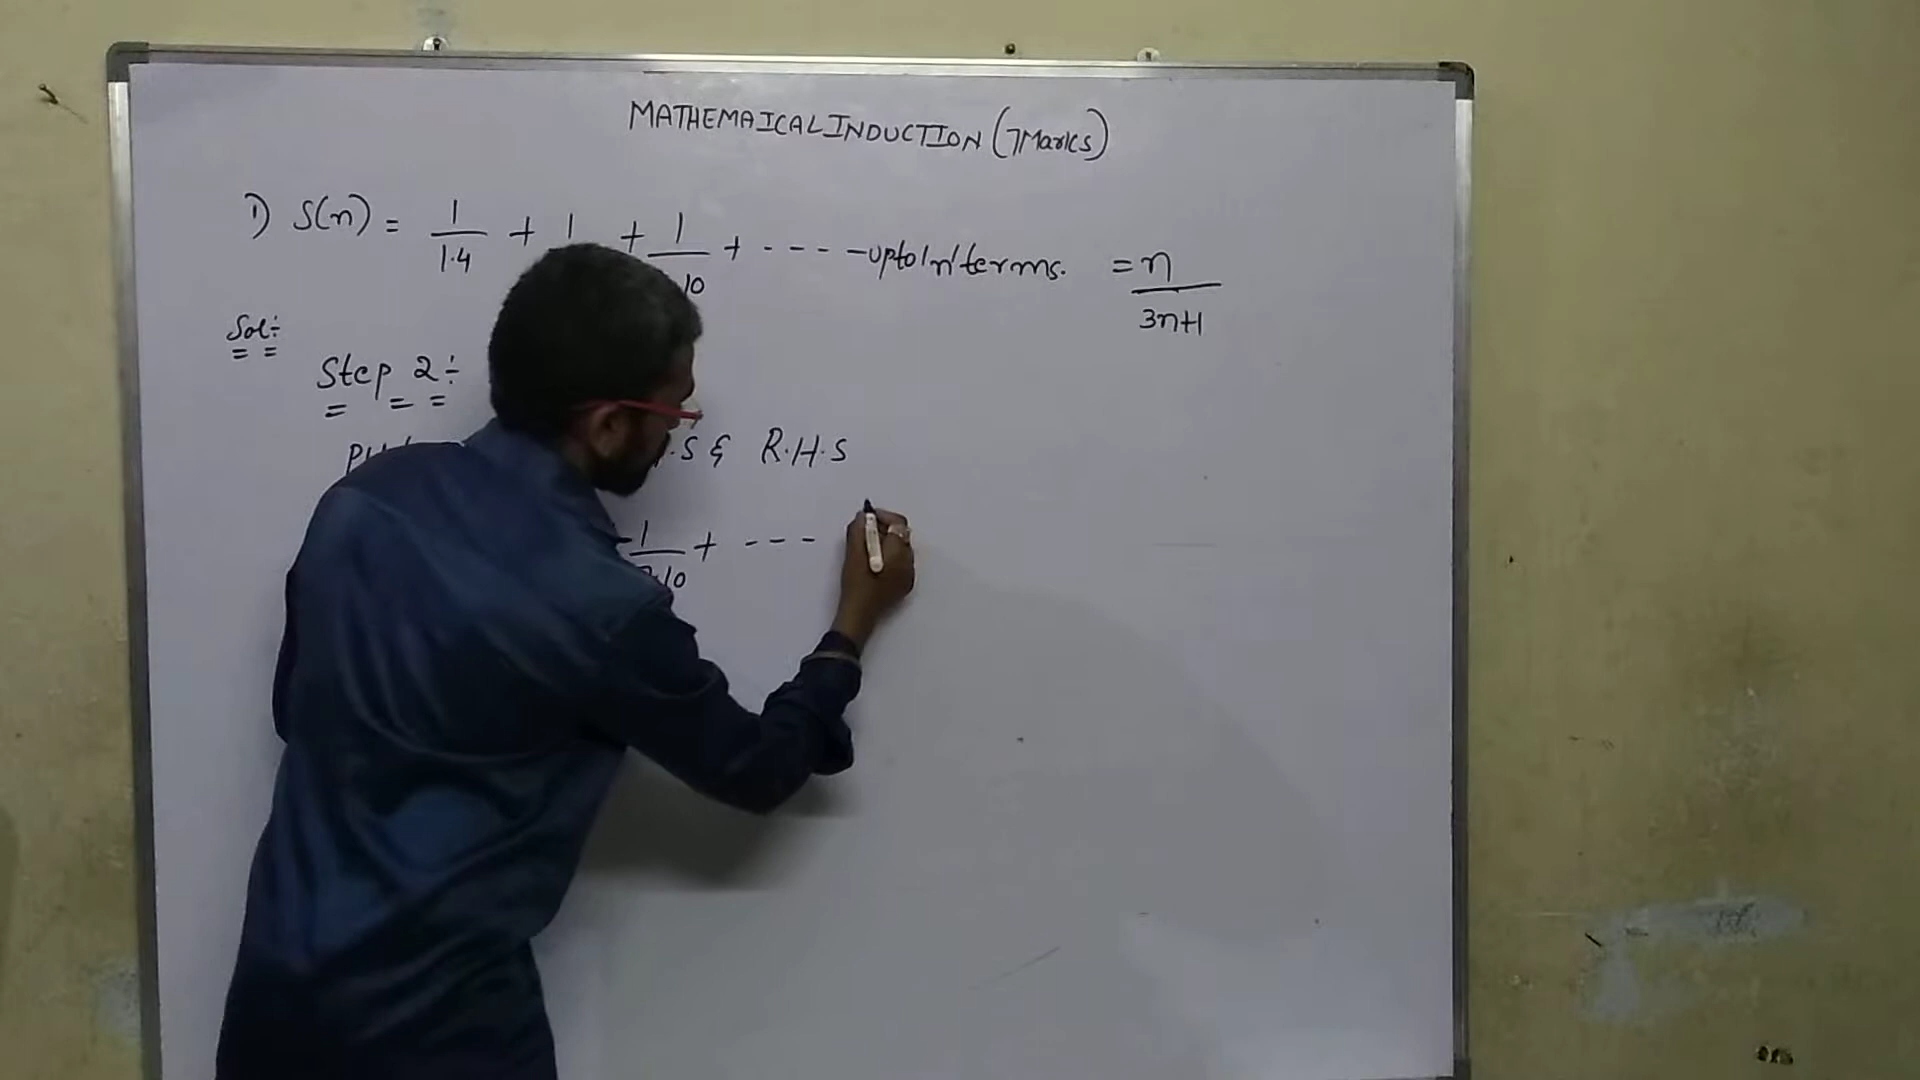 MATHEMAICAL INDUCTION (7Marks)
1) S(n) = 1/1.4 + 1 + 1/10 + ---- upto 'n' terms. = n/3n+1
Sol:
Step 2:
.S & R.H.S
1/.10 + ---